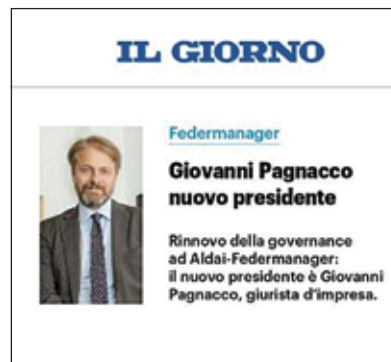 IL GIORNO
Federmanager
Giovanni Pagnacco
nuovo presidente
Rinnovo della governance
ad Aldai-Federmanager:
il nuovo presidente è Giovanni
Pagnacco, giurista d'impresa.